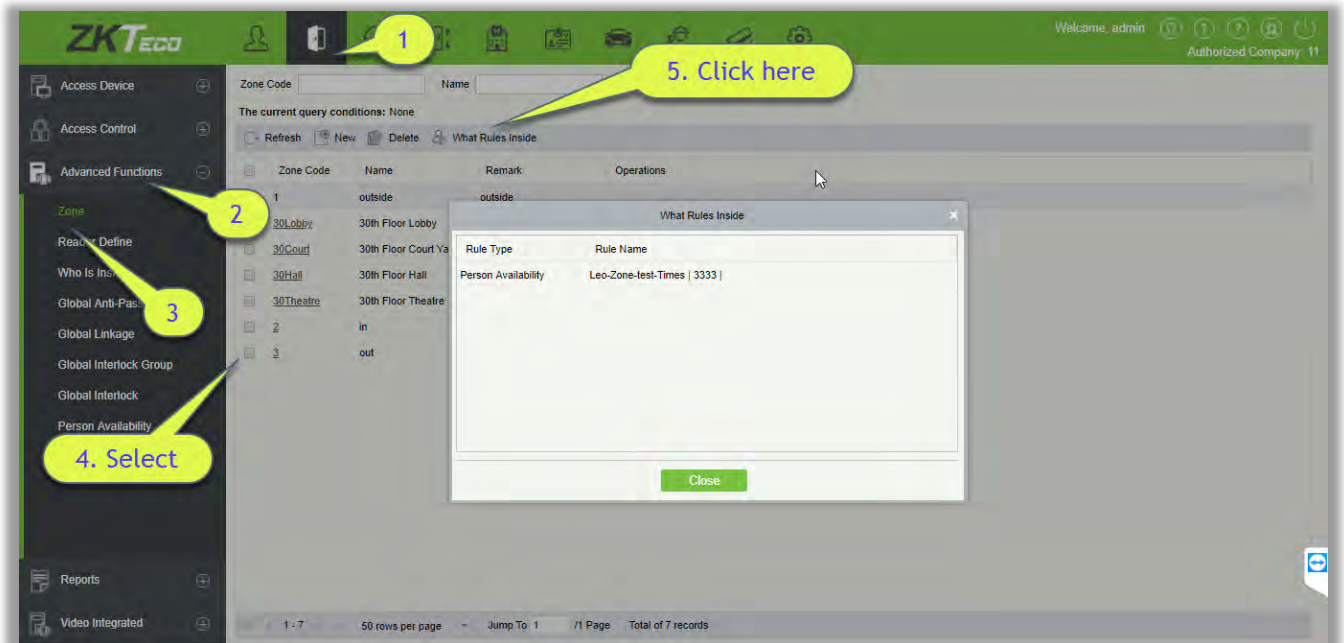 ZKTECO
1
Welcome, admin
Authorized Company: 11
5. Click here
Access Device
Access Control
Advanced Functions
2
Zone
Reader Define
Who Is
Global
3
Global Linkage
Global Interlock Group
Global Interlock
Person Availability
4. Select
Reports
Video Integrated
Zone Code Name
The current query conditions: None
Refresh New Delete What Rules Inside
Zone Code Name Remark Operations
1 outside outside
30Lobby 30th Floor Lobby
30Court 30th Floor Court Ya
30Hall 30th Floor Hall
30Theatre 30th Floor Theatre
2 in
3 out
What Rules Inside
Rule Type Rule Name
Person Availability Leo-Zone-test-Times | 3333 |
Close
1 - 7 50 rows per page Jump To 1 /1 Page Total of 7 records